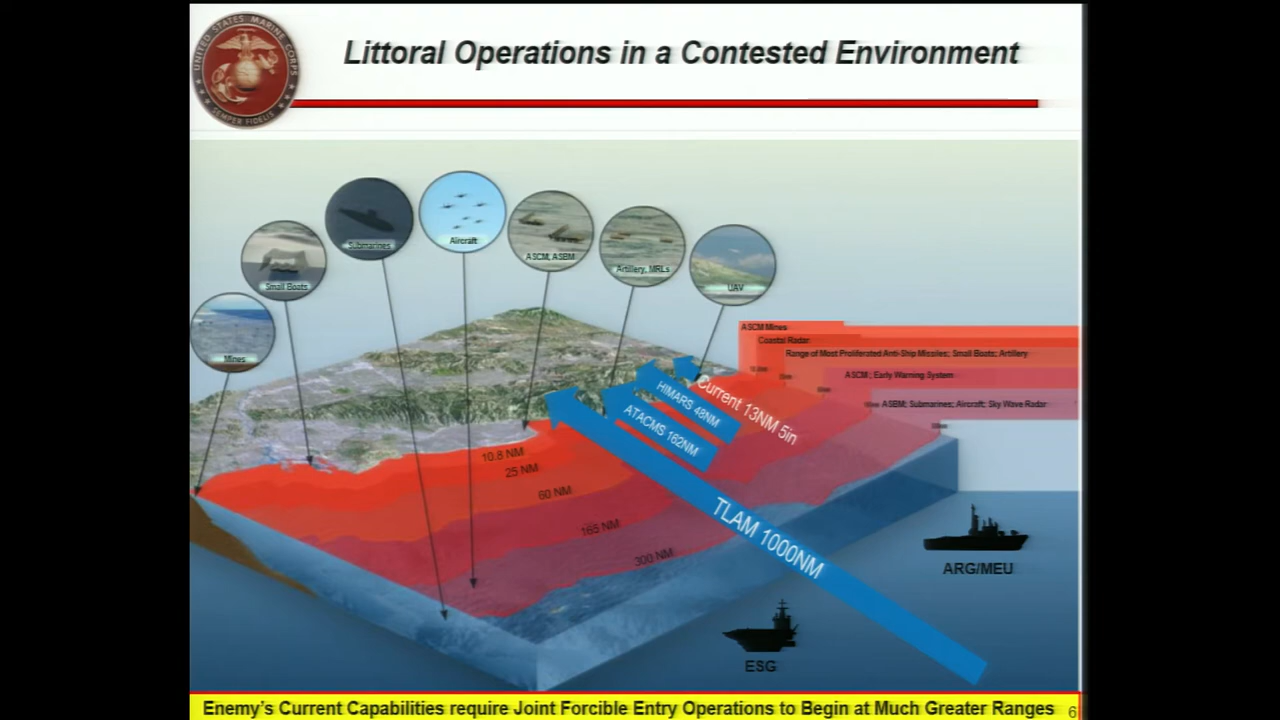 UNITED STATES MARINE CORPS
SEMPER FIDELIS
Littoral Operations in a Contested Environment
Submarines
Aircraft
ASCM, ASBM
Artillery, MRLs
Small Boats
UAV
Mines
ASCM Mines
Coastal Radar
Range of Most Proliferated Anti-Ship Missiles; Small Boats; Artillery
ASCM ; Early Warning System
ASBM; Submarines; Aircraft; Sky Wave Radar
Current 13NM 5in
HIMARS 48NM
ATACMS 162NM
TLAM 1000NM
10.8 NM
25 NM
60 NM
165 NM
300 NM
ARG/MEU
ESG
Enemy's Current Capabilities require Joint Forcible Entry Operations to Begin at Much Greater Ranges
6